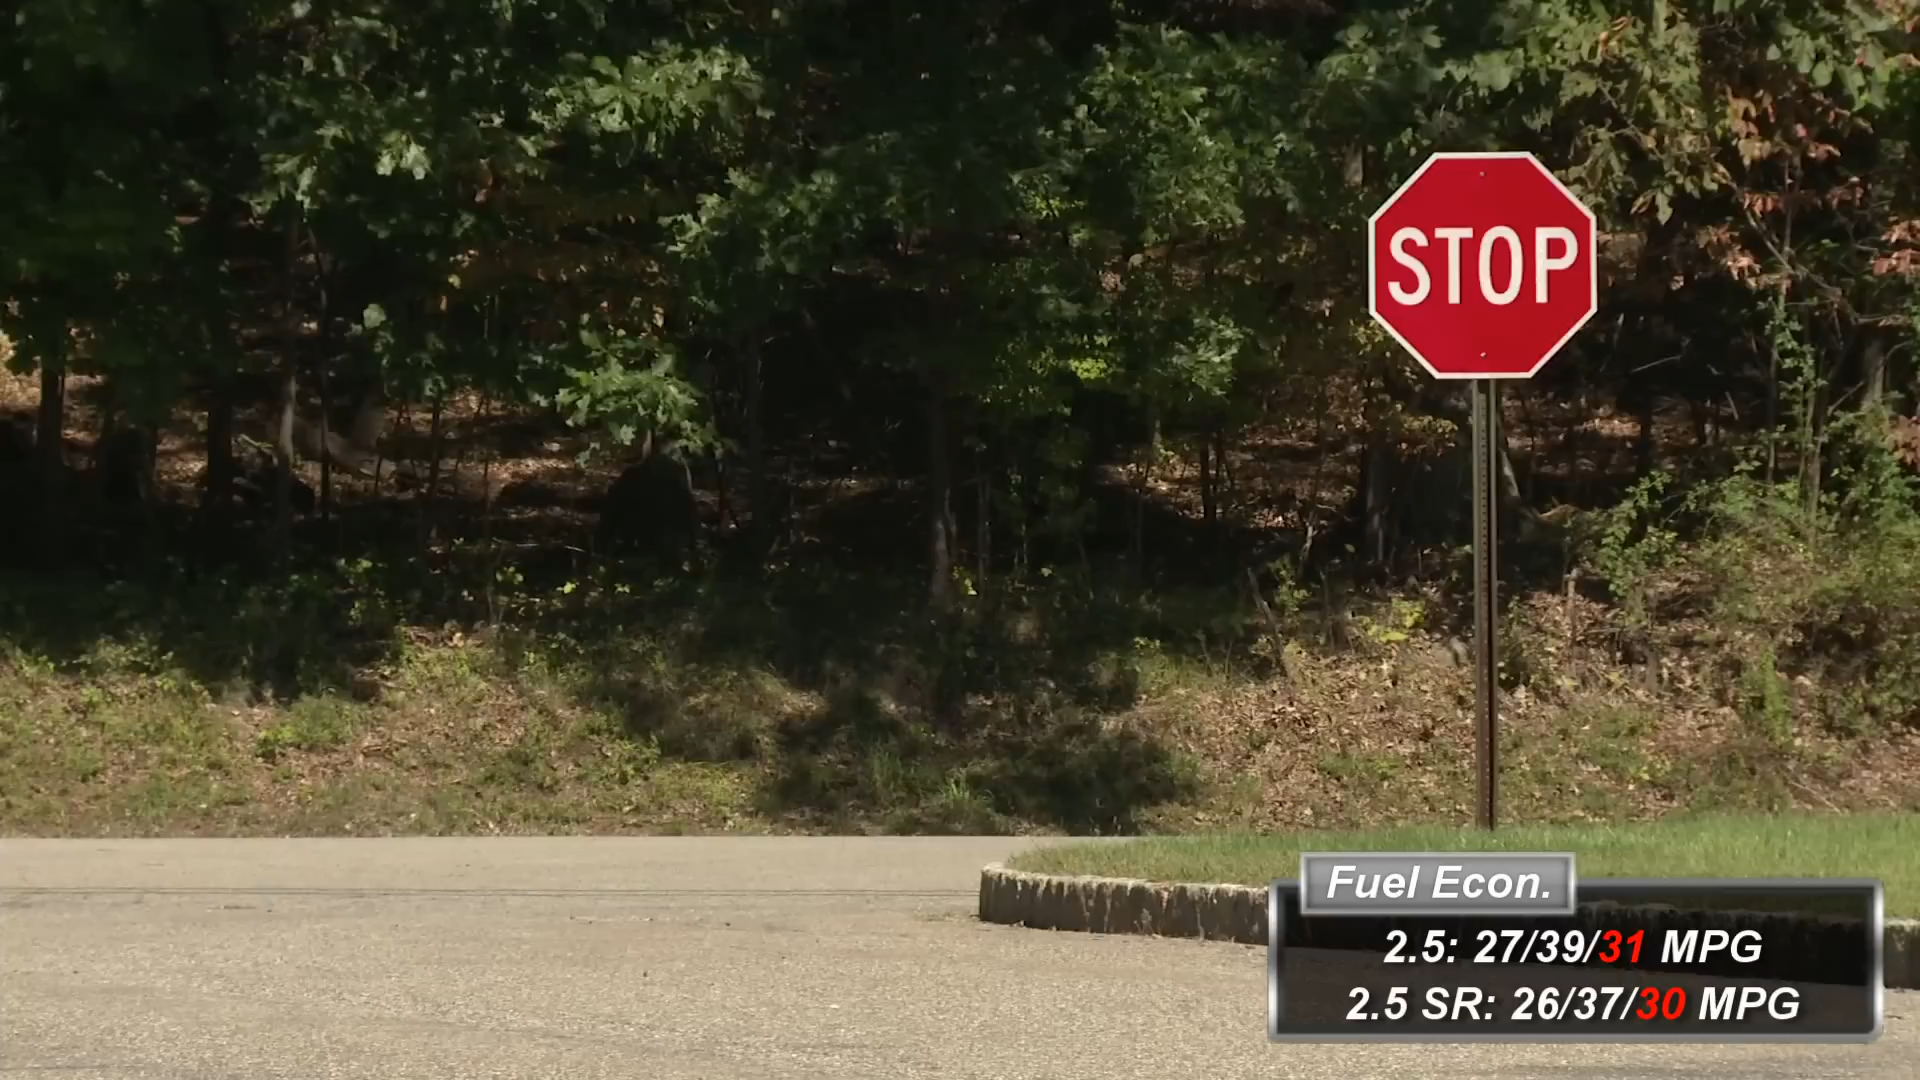 STOP
Fuel Econ.
2.5: 27/39/31 MPG
2.5 SR: 26/37/30 MPG